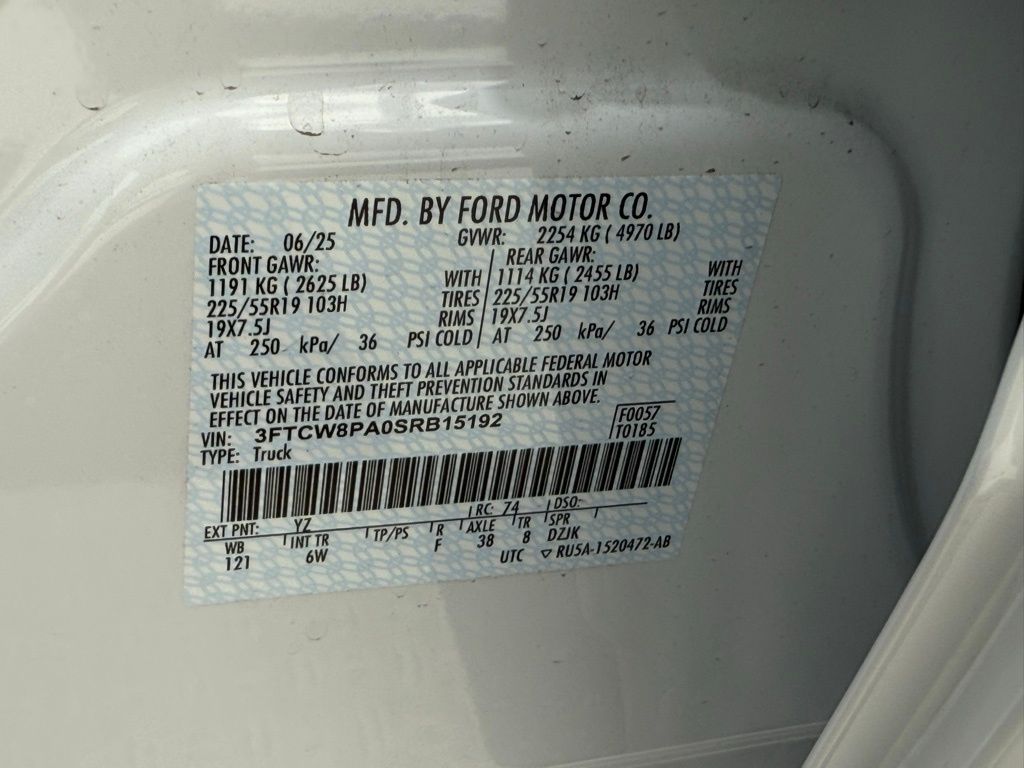 MFD. BY FORD MOTOR CO.
DATE: 06/25 GVWR: 2254 KG ( 4970 LB)
FRONT GAWR: REAR GAWR:
1191 KG ( 2625 LB) WITH 1114 KG ( 2455 LB) WITH
225/55R19 103H TIRES 225/55R19 103H TIRES
19X7.5J RIMS 19X7.5J RIMS
AT 250 kPa/ 36 PSI COLD AT 250 kPa/ 36 PSI COLD
THIS VEHICLE CONFORMS TO ALL APPLICABLE FEDERAL MOTOR
VEHICLE SAFETY AND THEFT PREVENTION STANDARDS IN
EFFECT ON THE DATE OF MANUFACTURE SHOWN ABOVE.
VIN: 3FTCW8PA0SRB15192 F0057
TYPE: Truck T0185
EXT PNT: YZ RC: 74 DSO:
WB INT TR TP/PS R AXLE TR SPR
121 6W F 38 8 DZJK
UTC ▽ RU5A-1520472-AB